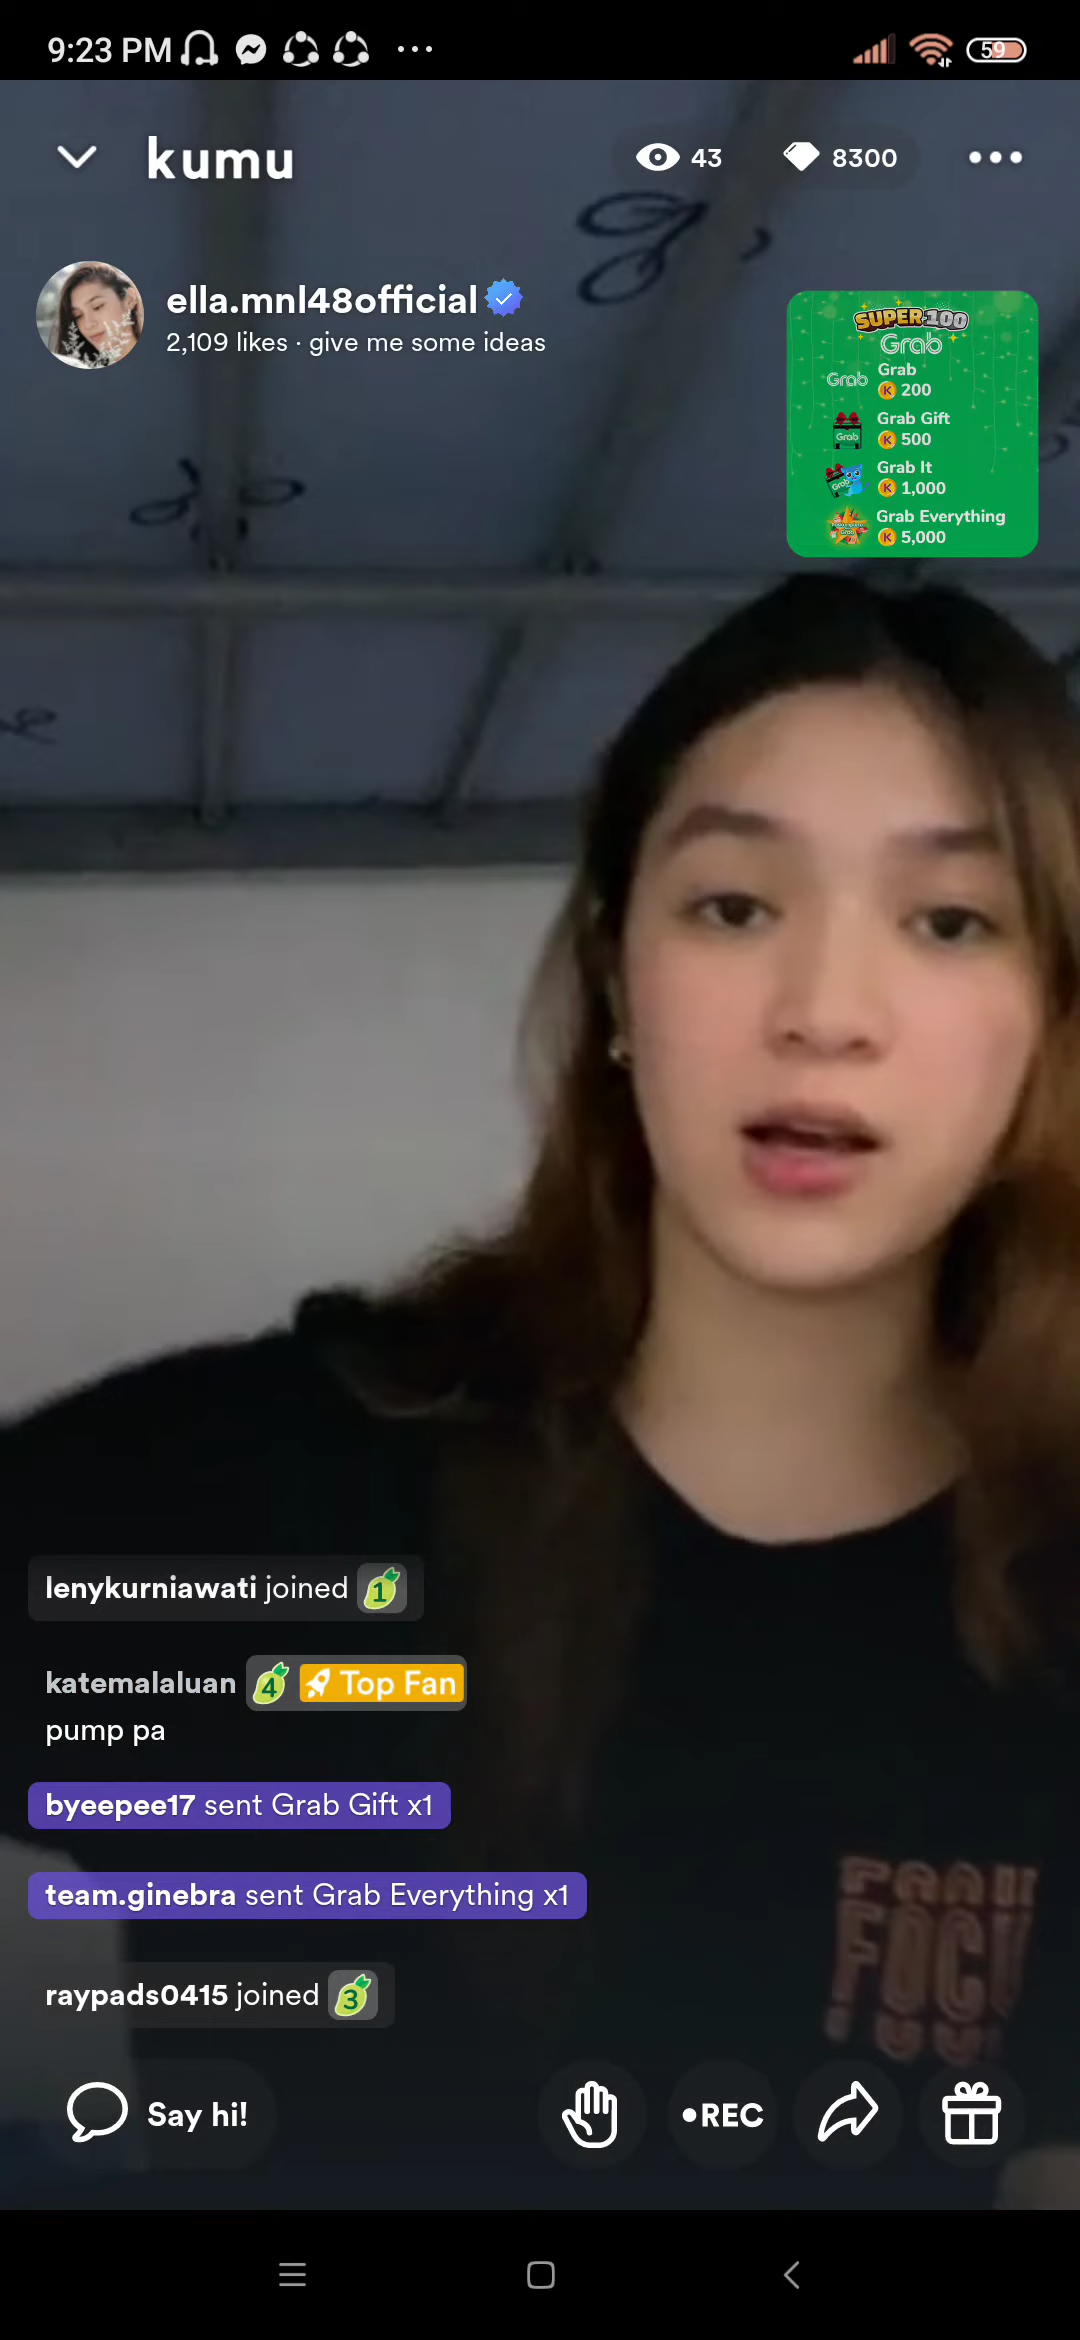 9:23 PM
59
kumu
43
8300
ella.mnl48official
2,109 likes · give me some ideas
SUPER-100
Grab
Grab
Grab
K 200
Grab
Grab Gift
K 500
Grab
Grab It
K 1,000
Grab Everything
K 5,000
lenykurniawati joined 1
katemalaluan 4 Top Fan
pump pa
byeepee17 sent Grab Gift x1
team.ginebra sent Grab Everything x1
raypads0415 joined 3
Say hi!
•REC